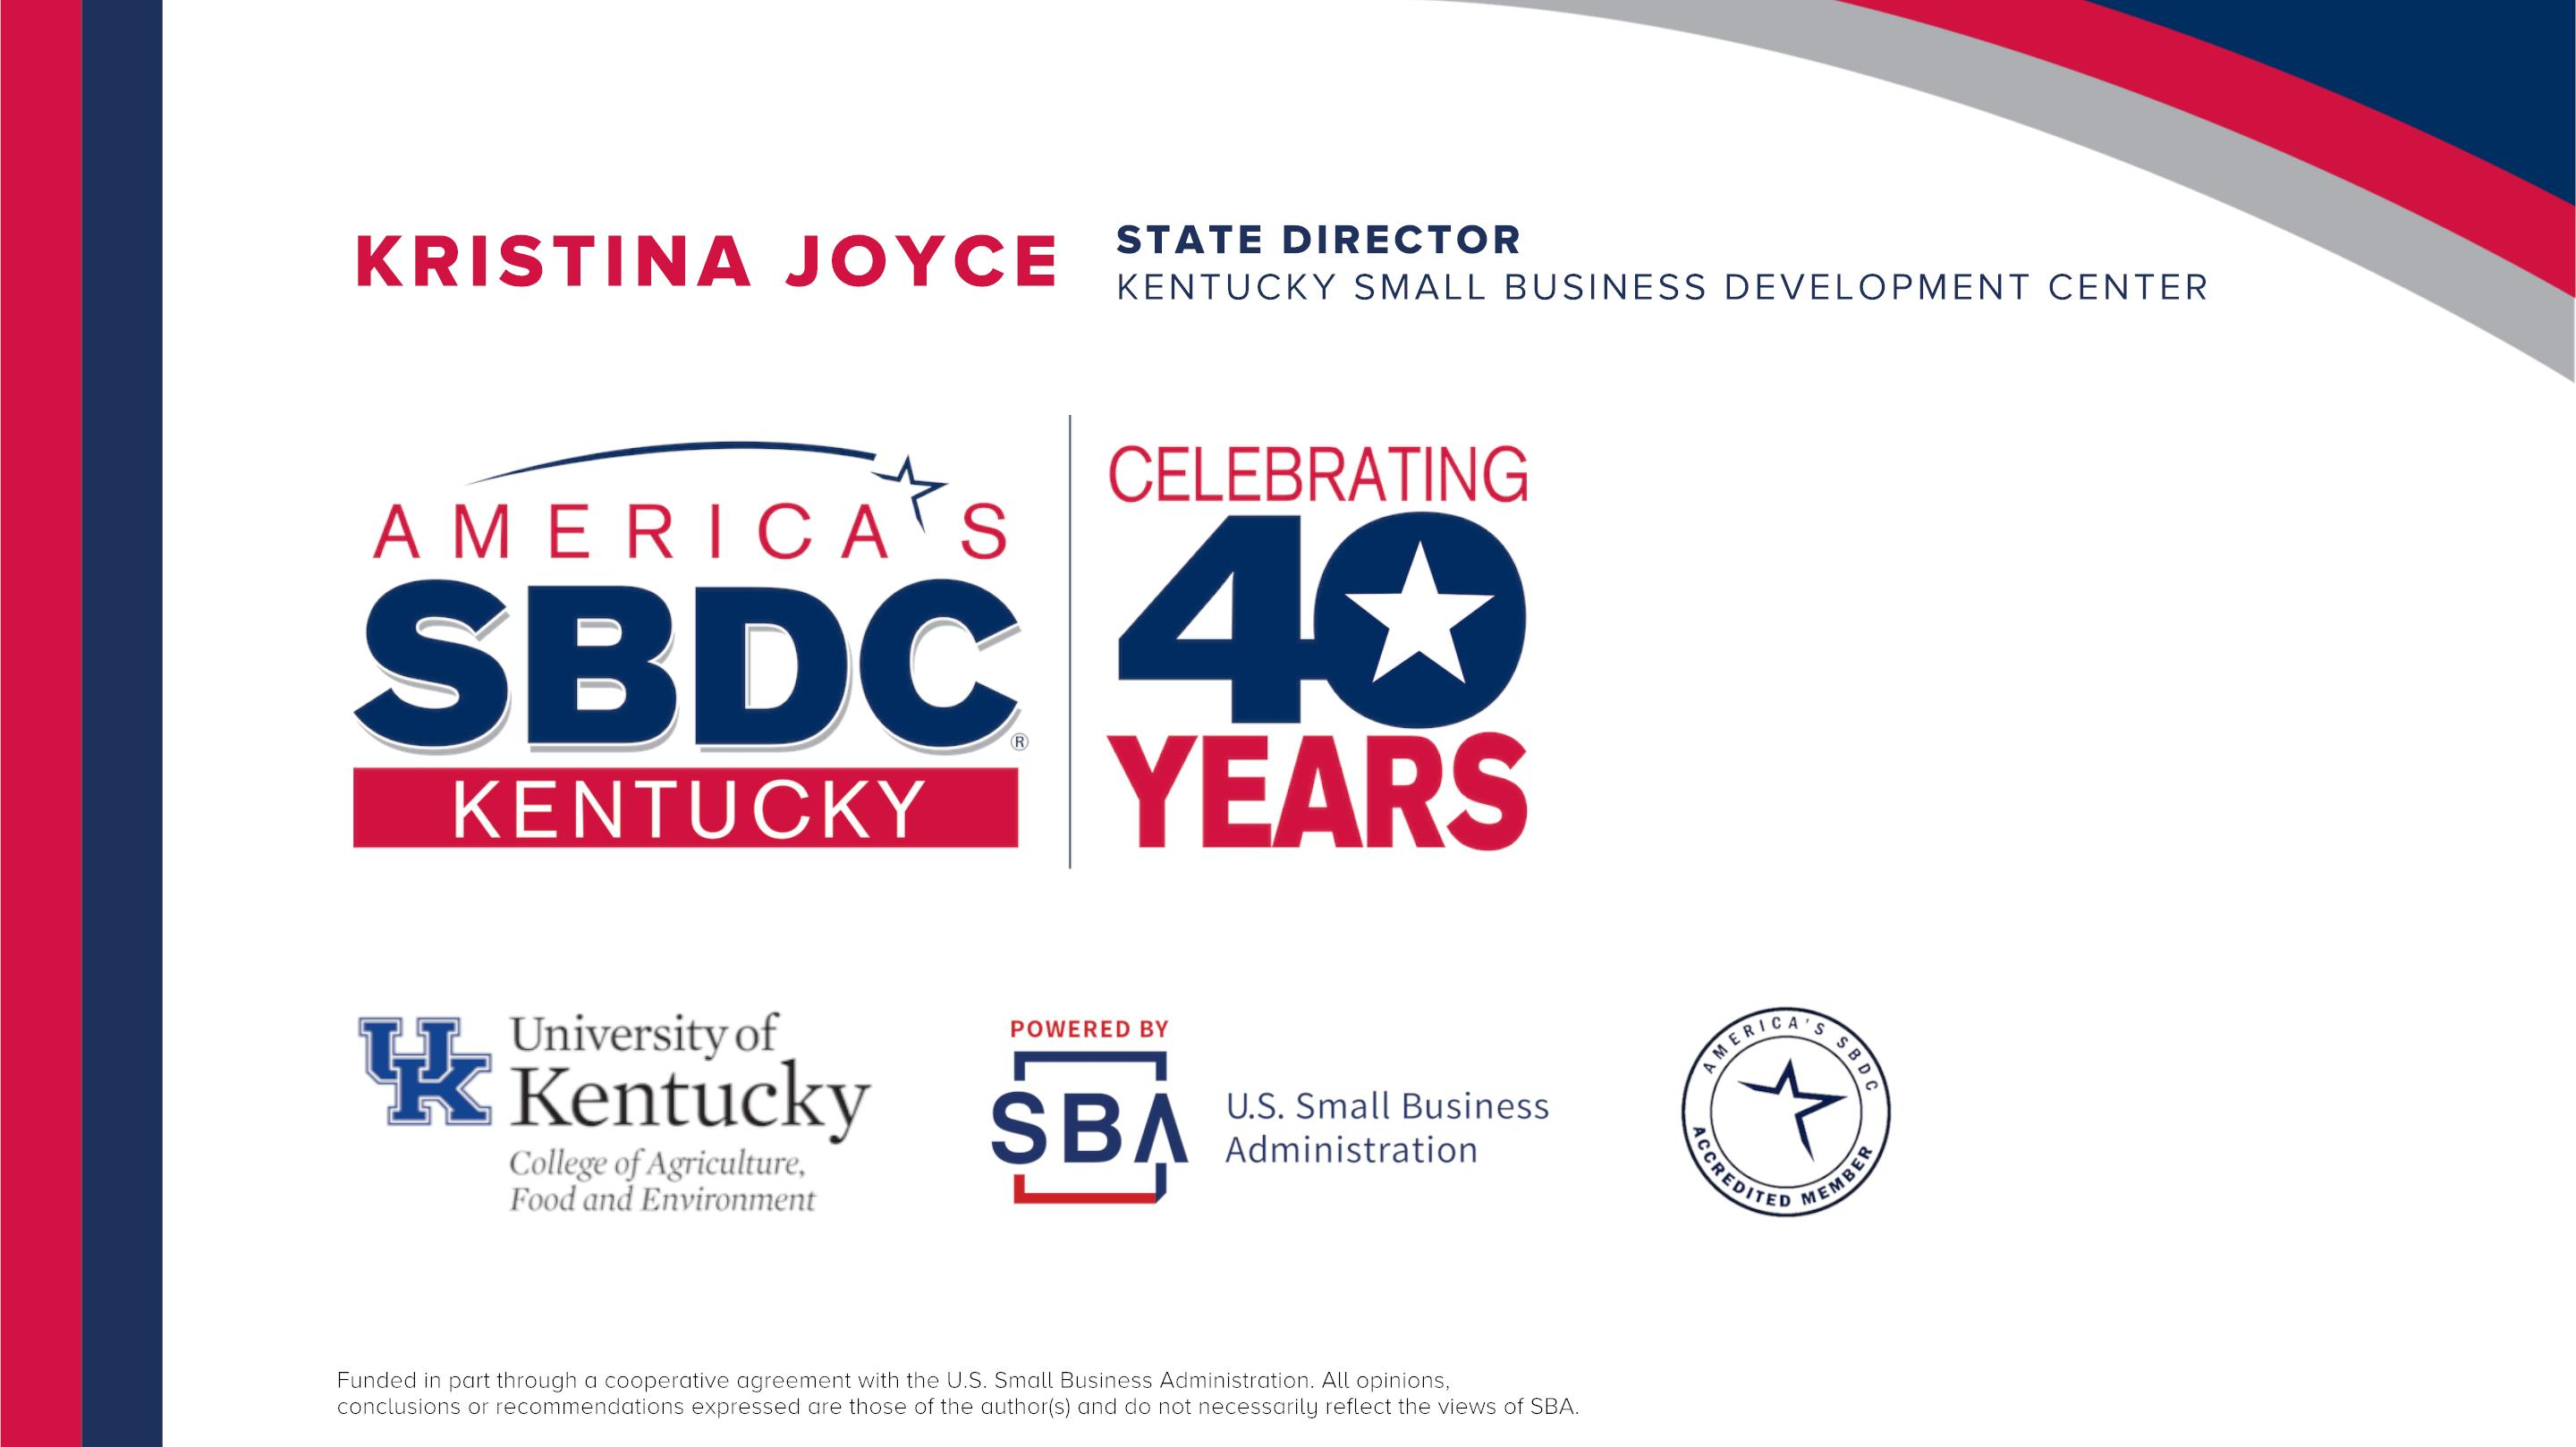 KRISTINA JOYCE
STATE DIRECTOR
KENTUCKY SMALL BUSINESS DEVELOPMENT CENTER
AMERICA'S
SBDC®
KENTUCKY
CELEBRATING
40
YEARS
UK
University of
Kentucky
College of Agriculture,
Food and Environment
POWERED BY
SBA
U.S. Small Business
Administration
AMERICA'S SBDC
ACCREDITED MEMBER
Funded in part through a cooperative agreement with the U.S. Small Business Administration. All opinions,
conclusions or recommendations expressed are those of the author(s) and do not necessarily reflect the views of SBA.